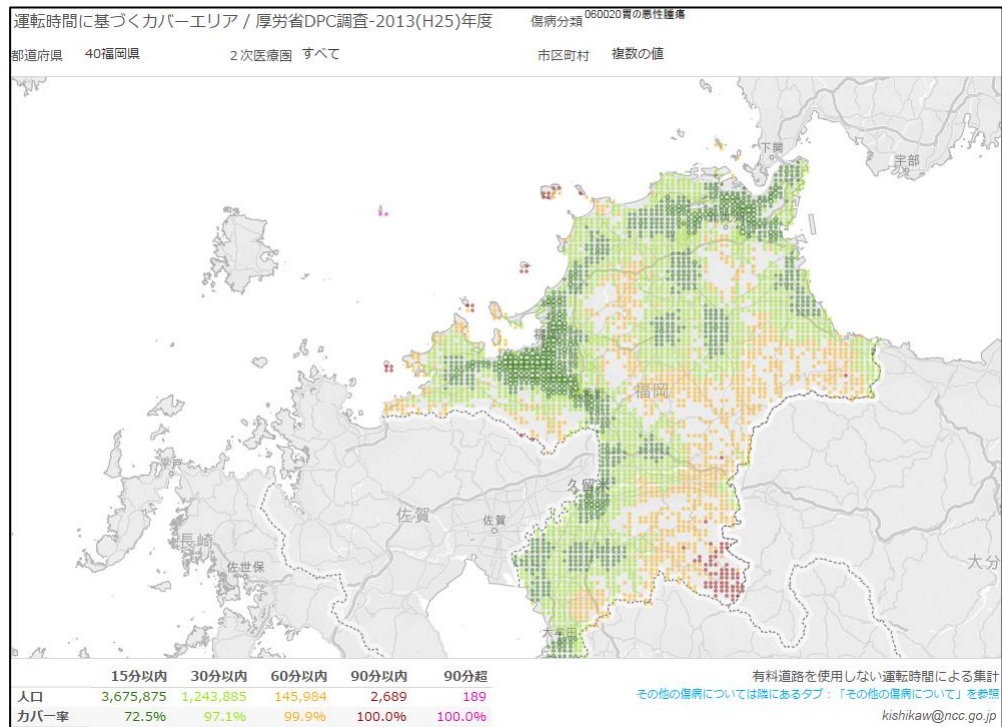 運転時間に基づくカバーエリア / 厚労省DPC調査-2013(H25)年度 傷病分類 060020胃の悪性腫瘍
都道府県 40福岡県 2次医療圏 すべて 市区町村 複数の値
下関
宇部
福岡
久留米
佐賀
佐賀
平戸
長崎
佐世保
大分
大牟田
15分以内 30分以内 60分以内 90分以内 90分超
人口 3,675,875 1,243,885 145,984 2,689 189
カバー率 72.5% 97.1% 99.9% 100.0% 100.0%
有料道路を使用しない運転時間による集計
その他の傷病については隣にあるタブ：「その他の傷病について」を参照
kishikaw@ncc.go.jp